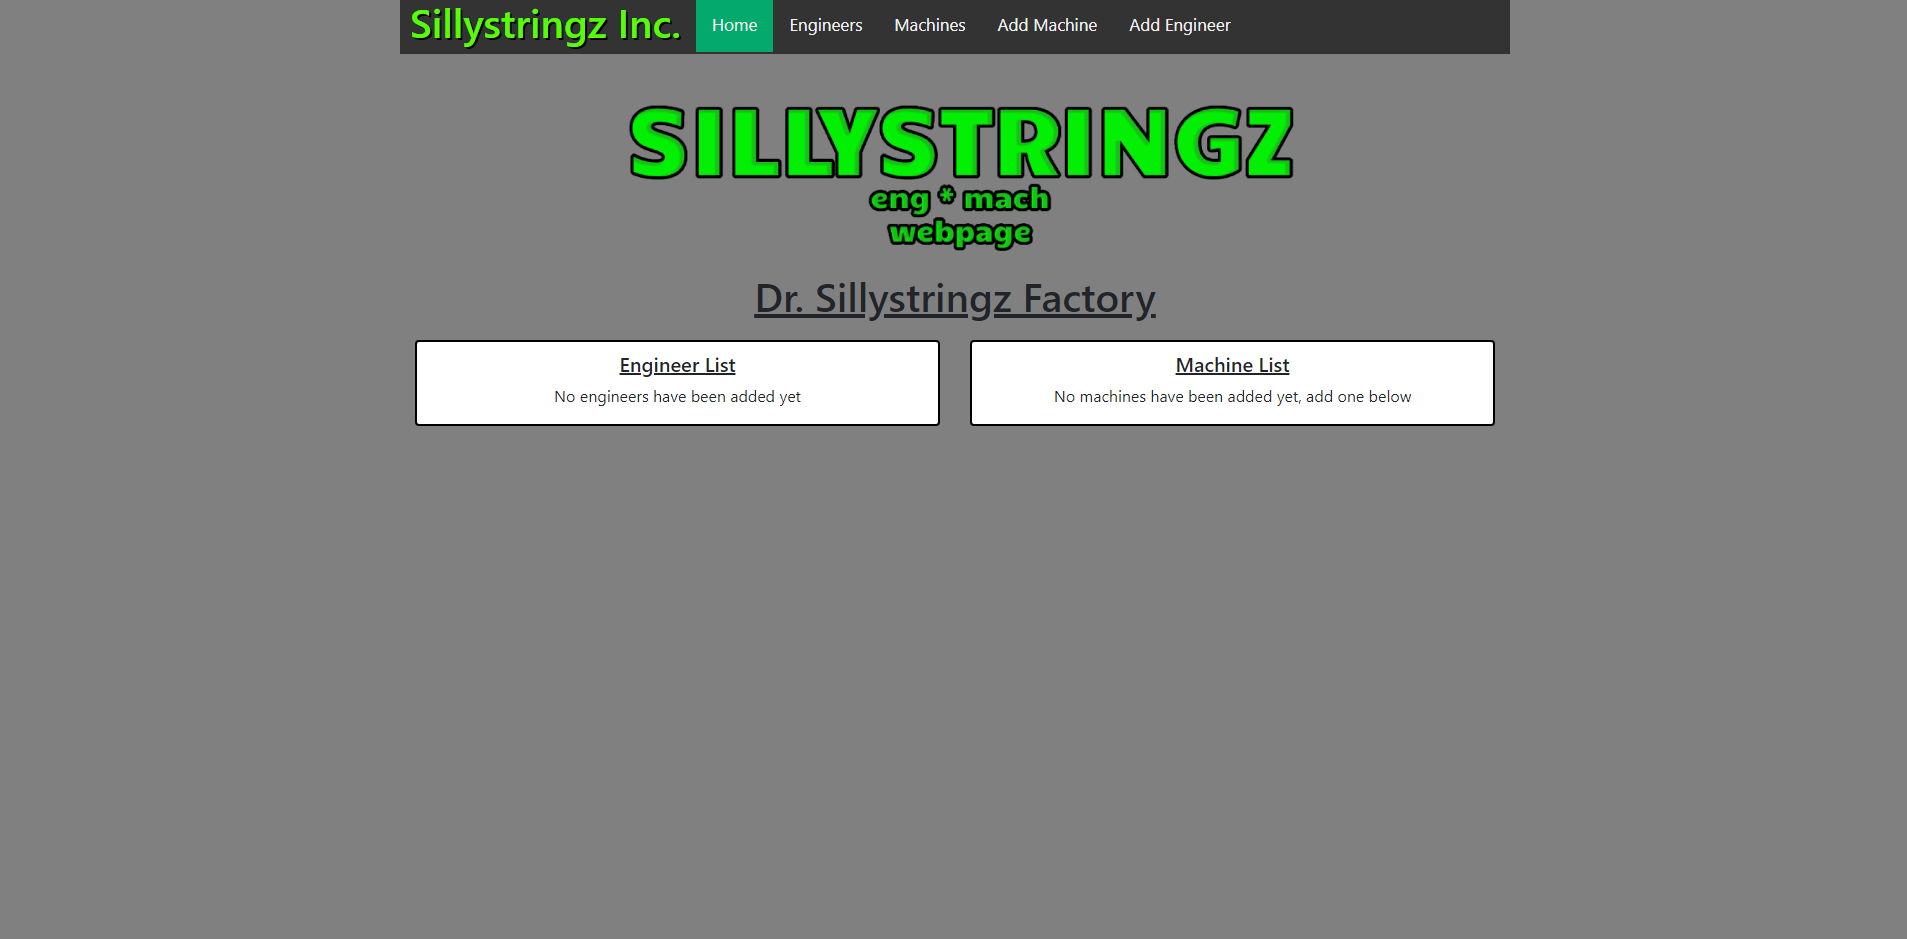 Sillystringz Inc. Home Engineers Machines Add Machine Add Engineer
SILLYSTRINGZ
eng * mach
webpage
Dr. Sillystringz Factory
Engineer List
No engineers have been added yet
Machine List
No machines have been added yet, add one below